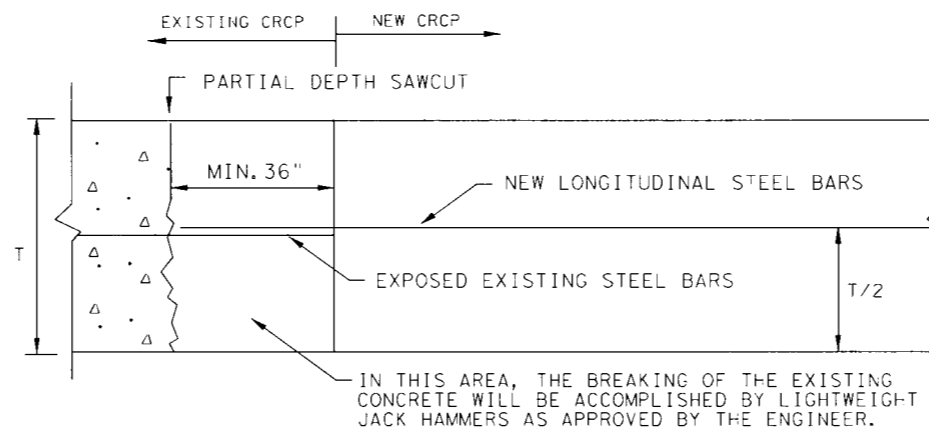 EXISTING CRCP
NEW CRCP
PARTIAL DEPTH SAWCUT
MIN. 36"
NEW LONGITUDINAL STEEL BARS
T
EXPOSED EXISTING STEEL BARS
T/2
IN THIS AREA, THE BREAKING OF THE EXISTING
CONCRETE WILL BE ACCOMPLISHED BY LIGHTWEIGHT
JACK HAMMERS AS APPROVED BY THE ENGINEER.